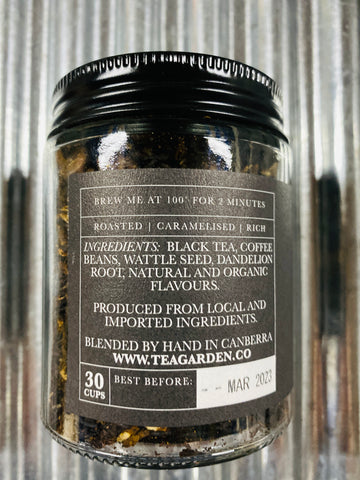 BREW ME AT 100° FOR 2 MINUTES
ROASTED | CARAMELISED | RICH
INGREDIENTS: BLACK TEA, COFFEE
BEANS, WATTLE SEED, DANDELION
ROOT, NATURAL AND ORGANIC
FLAVOURS.
PRODUCED FROM LOCAL AND
IMPORTED INGREDIENTS.
BLENDED BY HAND IN CANBERRA
WWW.TEAGARDEN.CO
30
CUPS
BEST BEFORE:
- - MAR 2023